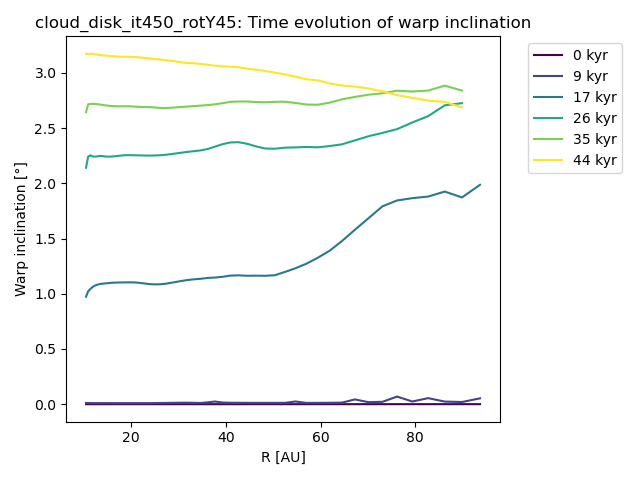 cloud_disk_it450_rotY45: Time evolution of warp inclination
Warp inclination [°]
3.0
2.5
2.0
1.5
1.0
0.5
0.0
20 40 60 80
R [AU]
0 kyr
9 kyr
17 kyr
26 kyr
35 kyr
44 kyr